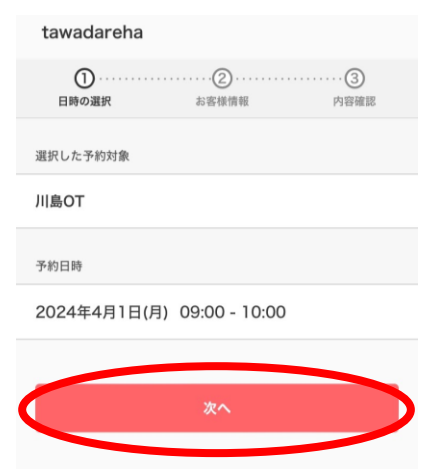 tawadareha
① ② ③
日時の選択 お客様情報 内容確認
選択した予約対象
川島OT
予約日時
2024年4月1日(月) 09:00 - 10:00
次へ